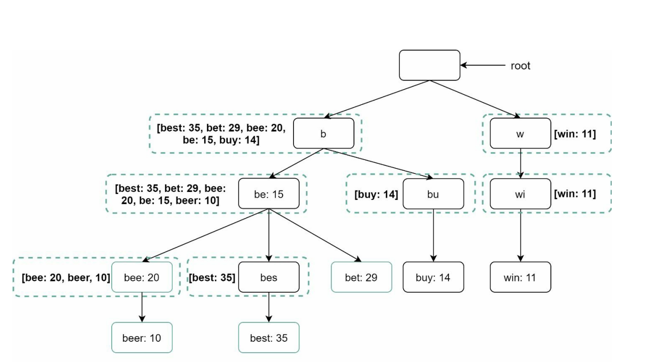 root
[best: 35, bet: 29, bee: 20,
be: 15, buy: 14]
b
w
[win: 11]
[best: 35, bet: 29, bee:
20, be: 15, beer: 10]
be: 15
[buy: 14]
bu
wi
[win: 11]
[bee: 20, beer, 10]
bee: 20
[best: 35]
bes
bet: 29
buy: 14
win: 11
beer: 10
best: 35